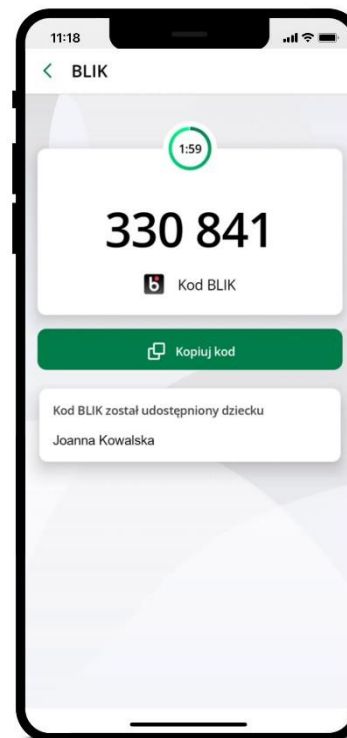 11:18
BLIK
1:59
330 841
Kod BLIK
Kopiuj kod
Kod BLIK został udostępniony dziecku
Joanna Kowalska